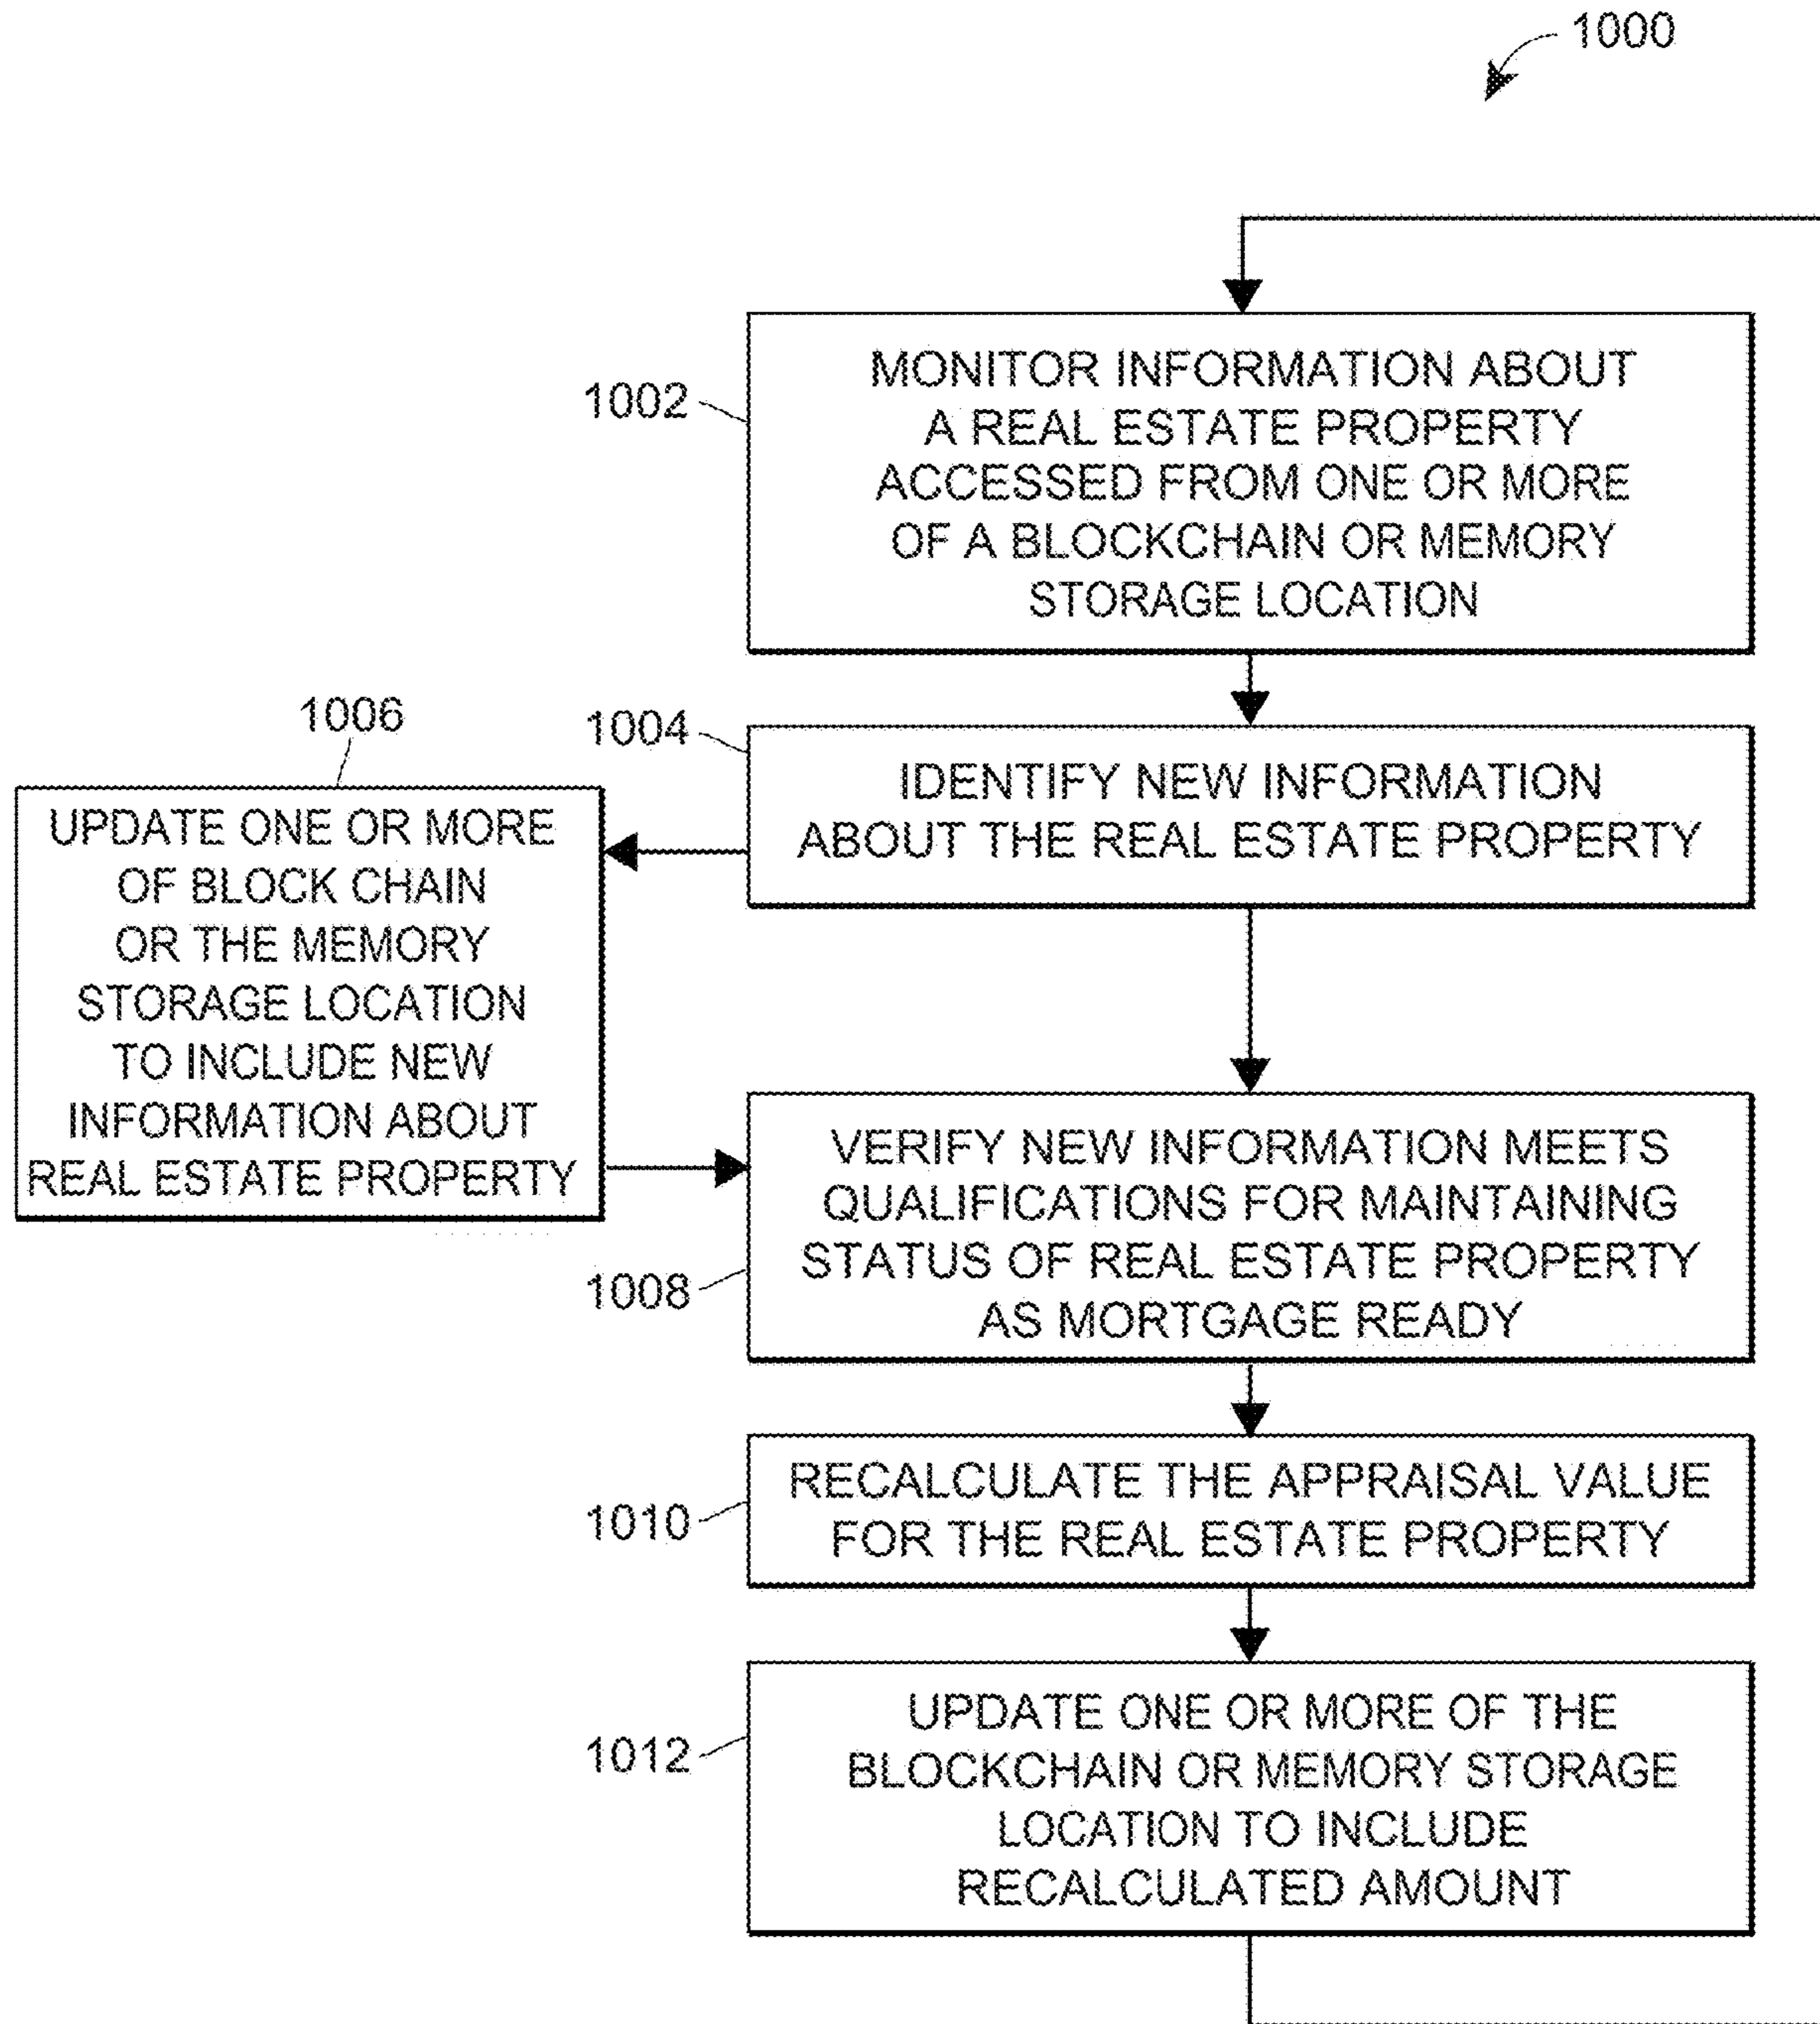 1000
1002
MONITOR INFORMATION ABOUT
A REAL ESTATE PROPERTY
ACCESSED FROM ONE OR MORE
OF A BLOCKCHAIN OR MEMORY
STORAGE LOCATION
1004
IDENTIFY NEW INFORMATION
ABOUT THE REAL ESTATE PROPERTY
1006
UPDATE ONE OR MORE
OF BLOCK CHAIN
OR THE MEMORY
STORAGE LOCATION
TO INCLUDE NEW
INFORMATION ABOUT
REAL ESTATE PROPERTY
1008
VERIFY NEW INFORMATION MEETS
QUALIFICATIONS FOR MAINTAINING
STATUS OF REAL ESTATE PROPERTY
AS MORTGAGE READY
1010
RECALCULATE THE APPRAISAL VALUE
FOR THE REAL ESTATE PROPERTY
1012
UPDATE ONE OR MORE OF THE
BLOCKCHAIN OR MEMORY STORAGE
LOCATION TO INCLUDE
RECALCULATED AMOUNT